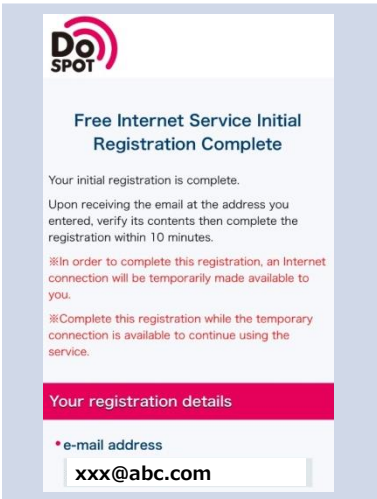 Do
SPOT
Free Internet Service Initial
Registration Complete
Your initial registration is complete.
Upon receiving the email at the address you
entered, verify its contents then complete the
registration within 10 minutes.
※In order to complete this registration, an Internet
connection will be temporarily made available to
you.
※Complete this registration while the temporary
connection is available to continue using the
service.
Your registration details
•e-mail address
xxx@abc.com